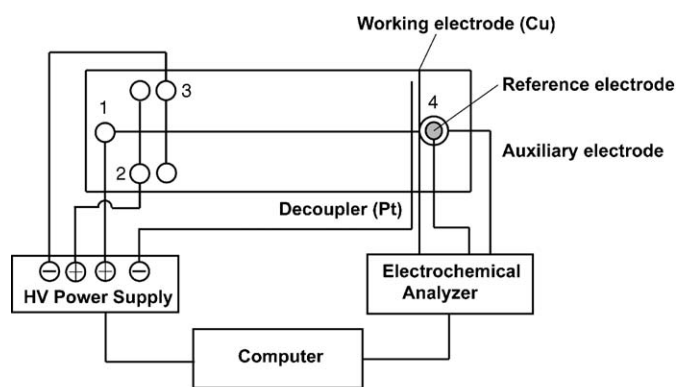 Working electrode (Cu)
3
Reference electrode
1
4
Auxiliary electrode
2
Decoupler (Pt)
− + + −
HV Power Supply
Electrochemical
Analyzer
Computer